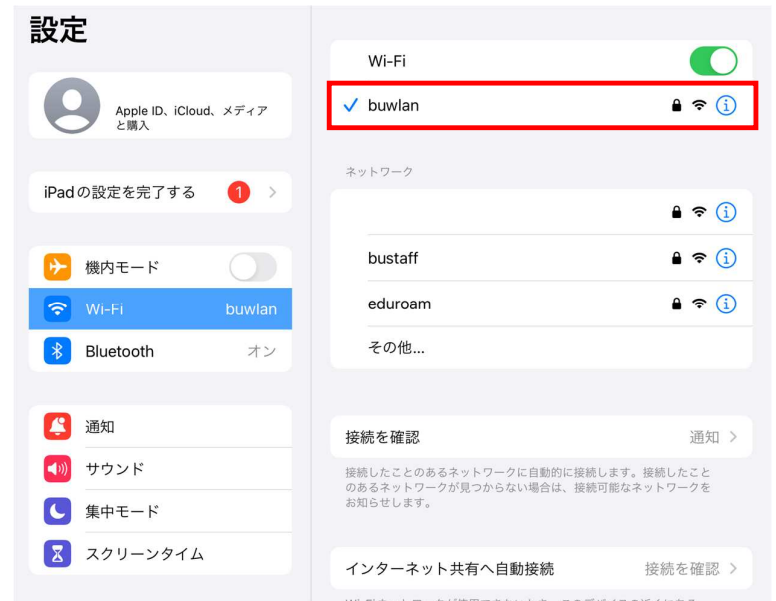 設定
Apple ID、iCloud、メディア
と購入
iPadの設定を完了する 1
機内モード
Wi-Fi buwlan
Bluetooth オン
通知
サウンド
集中モード
スクリーンタイム
Wi-Fi
buwlan
ネットワーク
bustaff
eduroam
その他...
接続を確認 通知
接続したことのあるネットワークに自動的に接続します。接続したこと
のあるネットワークが見つからない場合は、接続可能なネットワークを
お知らせします。
インターネット共有へ自動接続 接続を確認